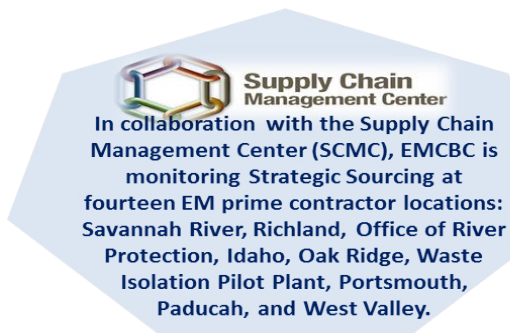 Supply Chain
Management Center
In collaboration with the Supply Chain
Management Center (SCMC), EMCBC is
monitoring Strategic Sourcing at
fourteen EM prime contractor locations:
Savannah River, Richland, Office of River
Protection, Idaho, Oak Ridge, Waste
Isolation Pilot Plant, Portsmouth,
Paducah, and West Valley.